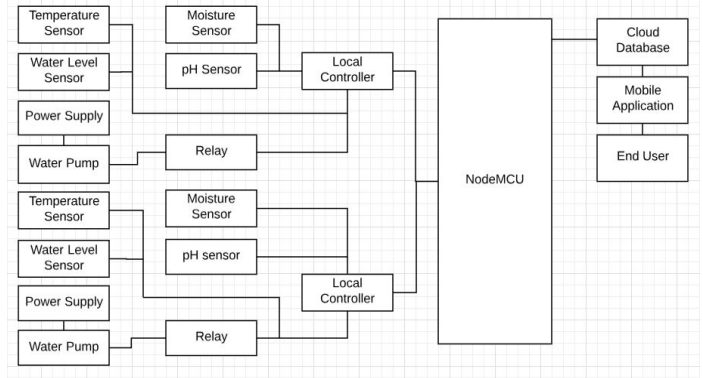 Temperature
Sensor
Moisture
Sensor
Water Level
Sensor
pH Sensor
Local
Controller
Power Supply
Water Pump
Relay
Temperature
Sensor
Moisture
Sensor
Water Level
Sensor
pH sensor
Local
Controller
Power Supply
Water Pump
Relay
NodeMCU
Cloud
Database
Mobile
Application
End User